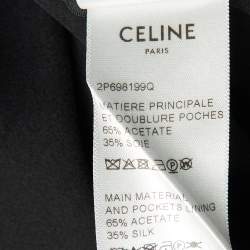 CELINE
PARIS
2P698199Q
MATIERE PRINCIPALE
ET DOUBLURE POCHES
65% ACETATE
35% SOIE
MAIN MATERIAL
AND POCKETS LINING
65% ACETATE
35% SILK